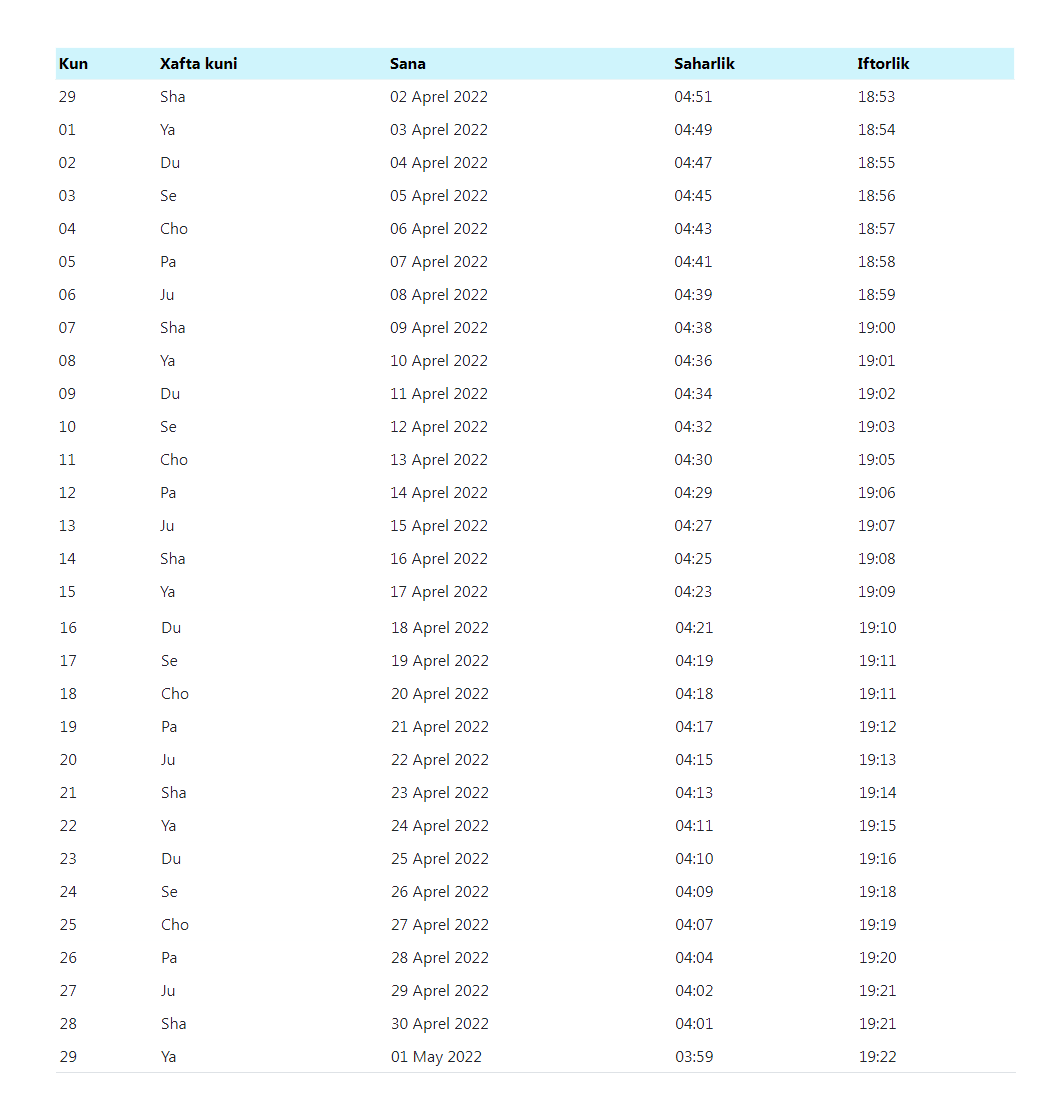 Kun Xafta kuni Sana Saharlik Iftorlik
29 Sha 02 Aprel 2022 04:51 18:53
01 Ya 03 Aprel 2022 04:49 18:54
02 Du 04 Aprel 2022 04:47 18:55
03 Se 05 Aprel 2022 04:45 18:56
04 Cho 06 Aprel 2022 04:43 18:57
05 Pa 07 Aprel 2022 04:41 18:58
06 Ju 08 Aprel 2022 04:39 18:59
07 Sha 09 Aprel 2022 04:38 19:00
08 Ya 10 Aprel 2022 04:36 19:01
09 Du 11 Aprel 2022 04:34 19:02
10 Se 12 Aprel 2022 04:32 19:03
11 Cho 13 Aprel 2022 04:30 19:05
12 Pa 14 Aprel 2022 04:29 19:06
13 Ju 15 Aprel 2022 04:27 19:07
14 Sha 16 Aprel 2022 04:25 19:08
15 Ya 17 Aprel 2022 04:23 19:09
16 Du 18 Aprel 2022 04:21 19:10
17 Se 19 Aprel 2022 04:19 19:11
18 Cho 20 Aprel 2022 04:18 19:11
19 Pa 21 Aprel 2022 04:17 19:12
20 Ju 22 Aprel 2022 04:15 19:13
21 Sha 23 Aprel 2022 04:13 19:14
22 Ya 24 Aprel 2022 04:11 19:15
23 Du 25 Aprel 2022 04:10 19:16
24 Se 26 Aprel 2022 04:09 19:18
25 Cho 27 Aprel 2022 04:07 19:19
26 Pa 28 Aprel 2022 04:04 19:20
27 Ju 29 Aprel 2022 04:02 19:21
28 Sha 30 Aprel 2022 04:01 19:21
29 Ya 01 May 2022 03:59 19:22